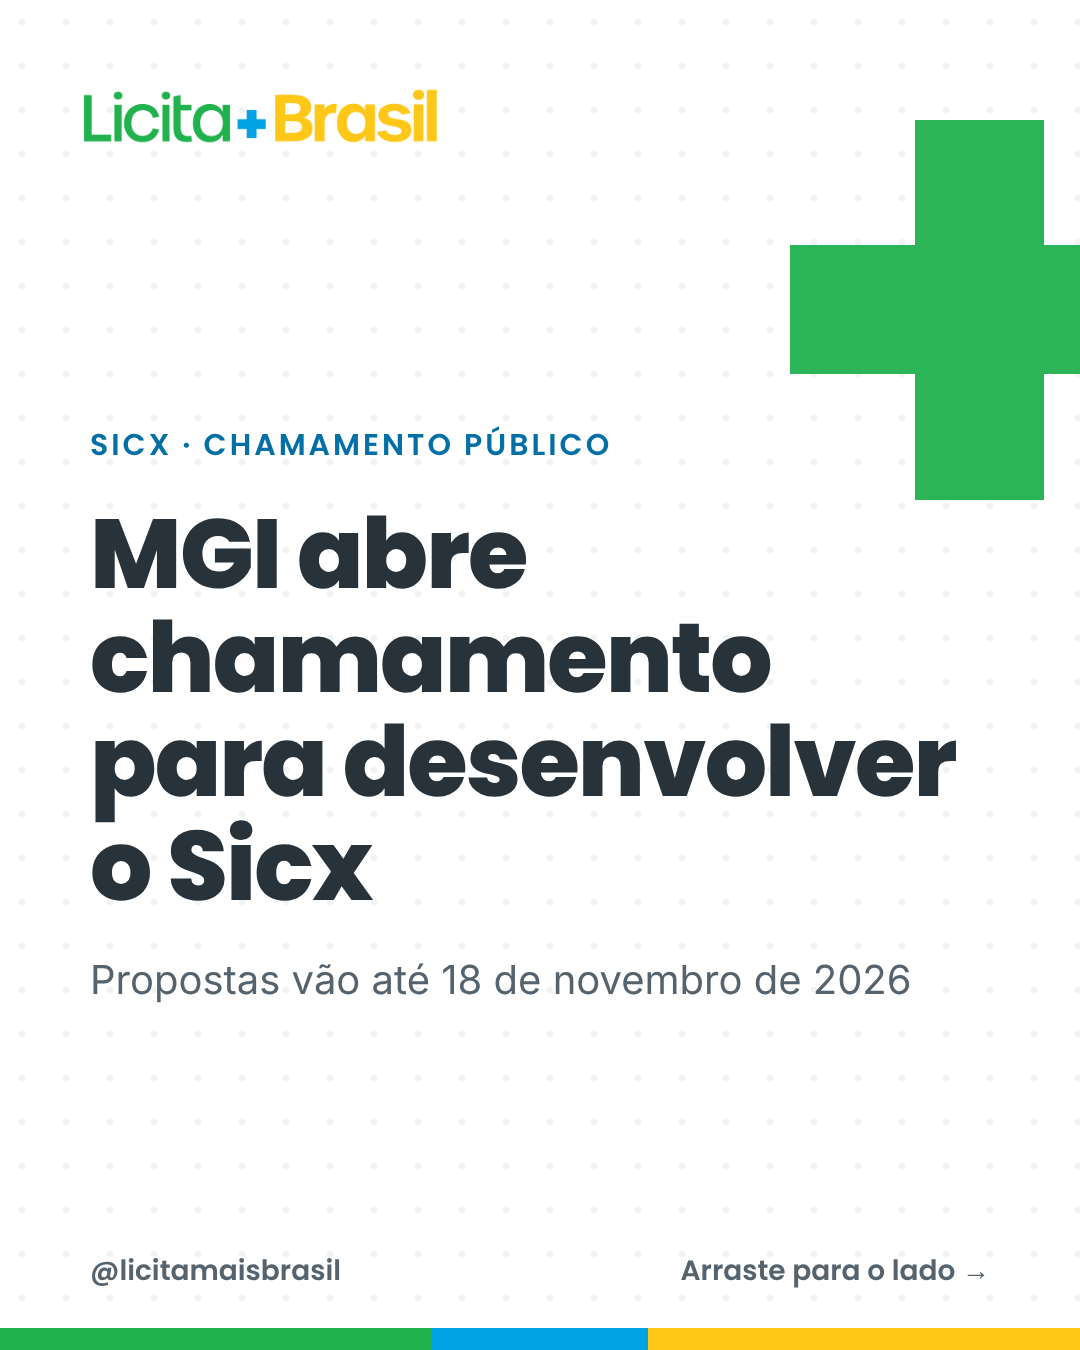 Licita+Brasil
SICX · CHAMAMENTO PÚBLICO
MGI abre
chamamento
para desenvolver
o Sicx
Propostas vão até 18 de novembro de 2026
@licitamaisbrasil
Arraste para o lado →